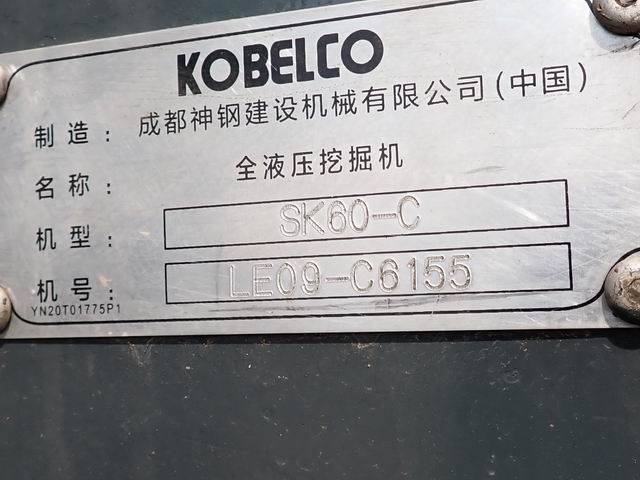 KOBELCO
制造： 成都神钢建设机械有限公司(中国)
名称： 全液压挖掘机
机型： SK60-C
机号： LE09-C6155
YN20T01775P1